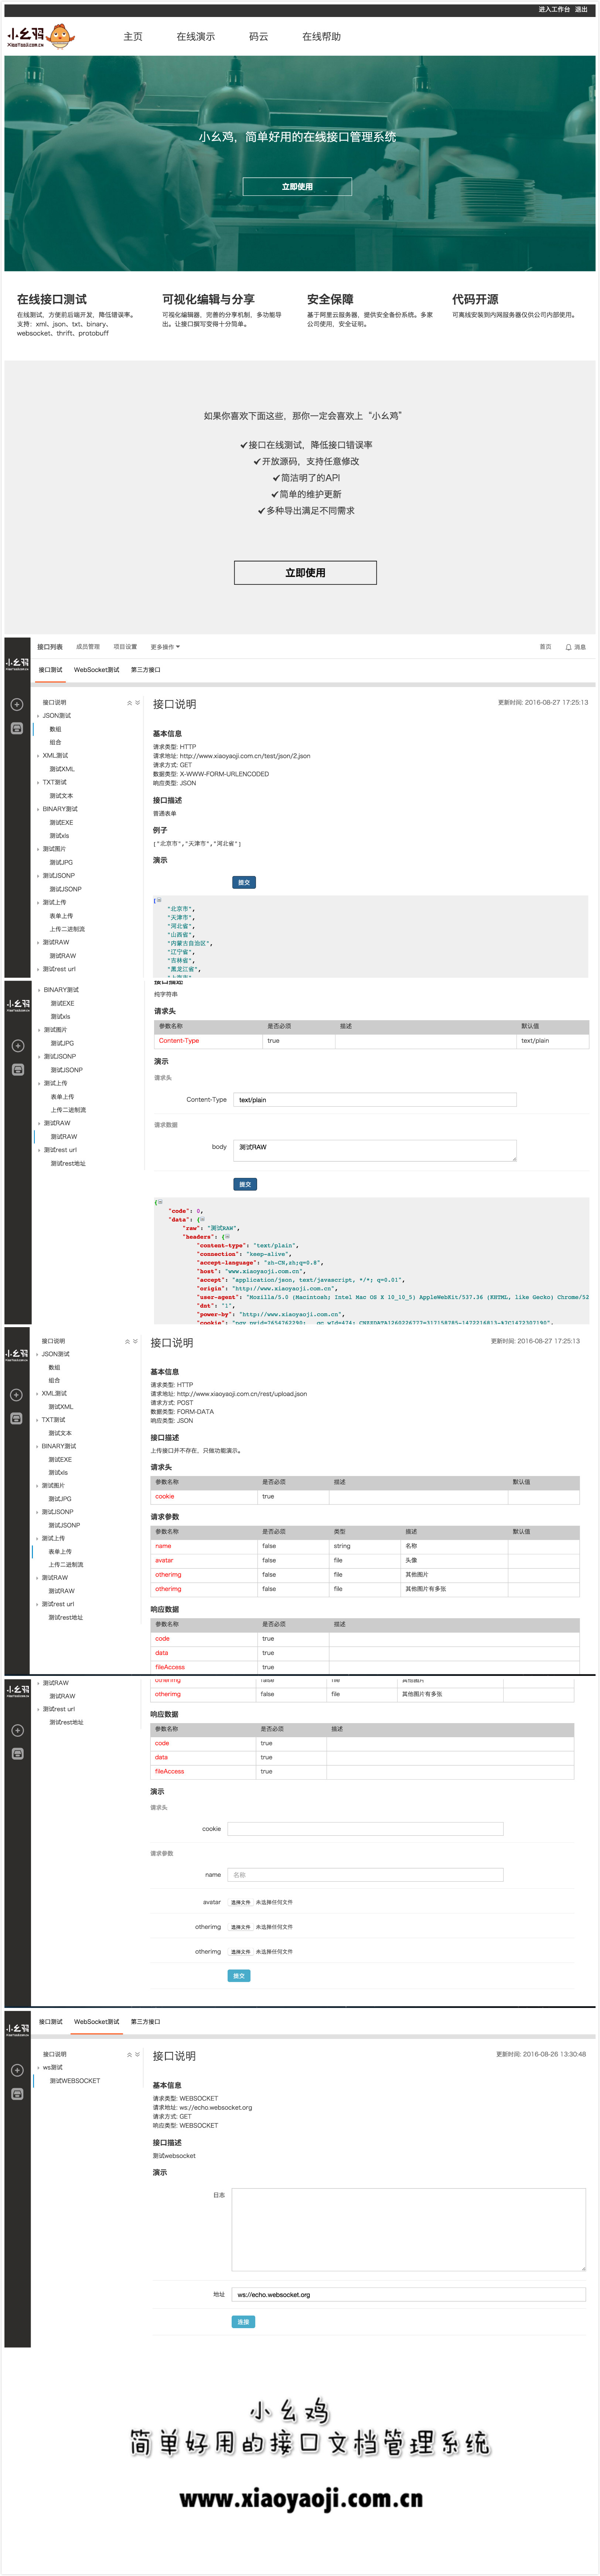 进入工作台 退出
小幺鸡
XiaoYaoJi.com.cn
主页 在线演示 码云 在线帮助
小幺鸡，简单好用的在线接口管理系统
立即使用
在线接口测试
在线测试，方便前后端开发，降低错误率。
支持：xml、json、txt、binary、
websocket、thrift、protobuff
可视化编辑与分享
可视化编辑器，完善的分享机制，多功能导
出。让接口撰写变得十分简单。
安全保障
基于阿里云服务器，提供安全备份系统。多家
公司使用，安全证明。
代码开源
可离线安装到内网服务器仅供公司内部使用。
如果你喜欢下面这些，那你一定会喜欢上“小幺鸡”
✔接口在线测试，降低接口错误率
✔开放源码，支持任意修改
✔简洁明了的API
✔简单的维护更新
✔多种导出满足不同需求
立即使用
小幺鸡
接口列表 成员管理 项目设置 更多操作 首页 消息
接口测试 WebSocket测试 第三方接口
接口说明
JSON测试
数组
组合
XML测试
测试XML
TXT测试
测试文本
BINARY测试
测试EXE
测试xls
测试图片
测试JPG
测试JSONP
测试JSONP
测试上传
表单上传
上传二进制流
测试RAW
测试RAW
测试rest url
接口说明 更新时间: 2016-08-27 17:25:13
基本信息
请求类型: HTTP
请求地址: http://www.xiaoyaoji.com.cn/test/json/2.json
请求方式: GET
数据类型: X-WWW-FORM-URLENCODED
响应类型: JSON
接口描述
普通表单
例子
["北京市","天津市","河北省"]
演示
提交
[
"北京市",
"天津市",
"河北省",
"山西省",
"内蒙古自治区",
"辽宁省",
"吉林省",
"黑龙江省",
"上海市",
小幺鸡
BINARY测试
测试EXE
测试xls
测试图片
测试JPG
测试JSONP
测试JSONP
测试上传
表单上传
上传二进制流
测试RAW
测试RAW
测试rest url
测试rest地址
接口描述
纯字符串
请求头
参数名称 是否必须 描述 默认值
Content-Type true text/plain
演示
请求头
Content-Type text/plain
请求数据
body 测试RAW
提交
{
"code": 0,
"data": {
"raw": "测试RAW",
"headers": {
"content-type": "text/plain",
"connection": "keep-alive",
"accept-language": "zh-CN,zh;q=0.8",
"host": "www.xiaoyaoji.com.cn",
"accept": "application/json, text/javascript, */*; q=0.01",
"origin": "http://www.xiaoyaoji.com.cn",
"user-agent": "Mozilla/5.0 (Macintosh; Intel Mac OS X 10_10_5) AppleWebKit/537.36 (KHTML, like Gecko) Chrome/52
"dnt": "1",
"power-by": "http://www.xiaoyaoji.com.cn",
小幺鸡
接口说明
JSON测试
数组
组合
XML测试
测试XML
TXT测试
测试文本
BINARY测试
测试EXE
测试xls
测试图片
测试JPG
测试JSONP
测试JSONP
测试上传
表单上传
上传二进制流
测试RAW
测试RAW
测试rest url
测试rest地址
接口说明 更新时间: 2016-08-27 17:25:13
基本信息
请求类型: HTTP
请求地址: http://www.xiaoyaoji.com.cn/rest/upload.json
请求方式: POST
数据类型: FORM-DATA
响应类型: JSON
接口描述
上传接口并不存在，只做功能演示。
请求头
参数名称 是否必须 描述 默认值
cookie true
请求参数
参数名称 是否必须 类型 描述 默认值
name false string 名称
avatar false file 头像
otherimg false file 其他图片
otherimg false file 其他图片有多张
响应数据
参数名称 是否必须 描述
code true
data true
fileAccess true
小幺鸡
测试RAW
测试RAW
测试rest url
测试rest地址
otherimg false file 其他图片
otherimg false file 其他图片有多张
响应数据
参数名称 是否必须 描述
code true
data true
fileAccess true
演示
请求头
cookie
请求参数
name 名称
avatar 选择文件 未选择任何文件
otherimg 选择文件 未选择任何文件
otherimg 选择文件 未选择任何文件
提交
小幺鸡
接口测试 WebSocket测试 第三方接口
接口说明
ws测试
测试WEBSOCKET
接口说明 更新时间: 2016-08-26 13:30:48
基本信息
请求类型: WEBSOCKET
请求地址: ws://echo.websocket.org
请求方式: GET
响应类型: WEBSOCKET
接口描述
测试websocket
演示
日志
地址 ws://echo.websocket.org
连接
小幺鸡
简单好用的接口文档管理系统
www.xiaoyaoji.com.cn